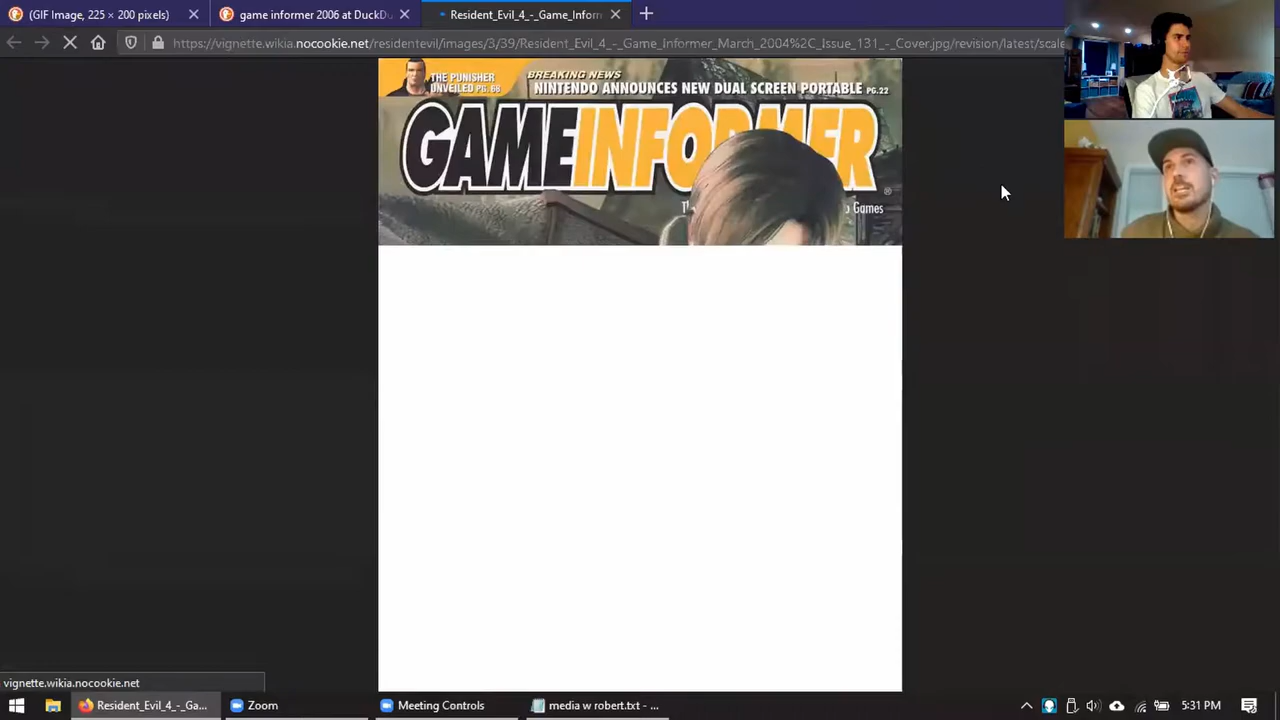 (GIF Image, 225 × 200 pixels)
game informer 2006 at DuckDu
Resident_Evil_4_-_Game_Inform
https://vignette.wikia.nocookie.net/residentevil/images/3/39/Resident_Evil_4_-_Game_Informer_March_2004%2C_Issue_131_-_Cover.jpg/revision/latest/scale
THE PUNISHER
UNVEILED PG. 66
BREAKING NEWS
NINTENDO ANNOUNCES NEW DUAL SCREEN PORTABLE PG.22
GAMEINFORMER
®
Games
vignette.wikia.nocookie.net
Resident_Evil_4_-_Ga...
Zoom
Meeting Controls
media w robert.txt - ...
5:31 PM